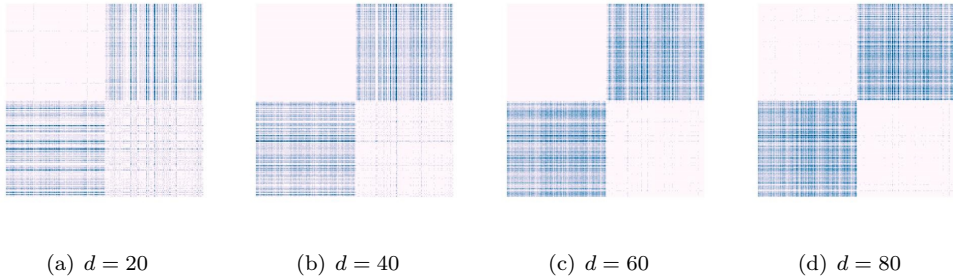 (a) d = 20
(b) d = 40
(c) d = 60
(d) d = 80